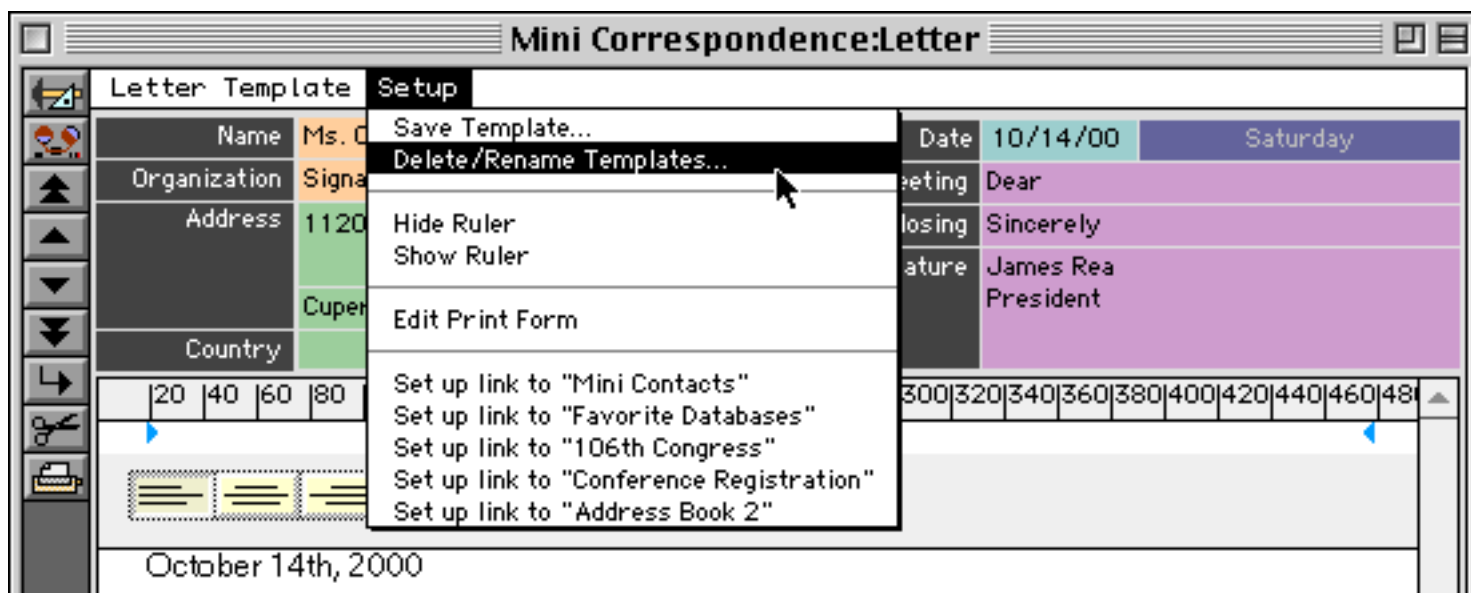 Mini Correspondence:Letter
Letter Template Setup
Save Template...
Delete/Rename Templates...
Hide Ruler
Show Ruler
Edit Print Form
Set up link to "Mini Contacts"
Set up link to "Favorite Databases"
Set up link to "106th Congress"
Set up link to "Conference Registration"
Set up link to "Address Book 2"
Name Ms.
Organization Signa
Address 1120
Cuper
Country
Date 10/14/00 Saturday
eeting Dear
losing Sincerely
ature James Rea
President
|20 |40 |60 |80 300|320|340|360|380|400|420|440|460|48
October 14th, 2000